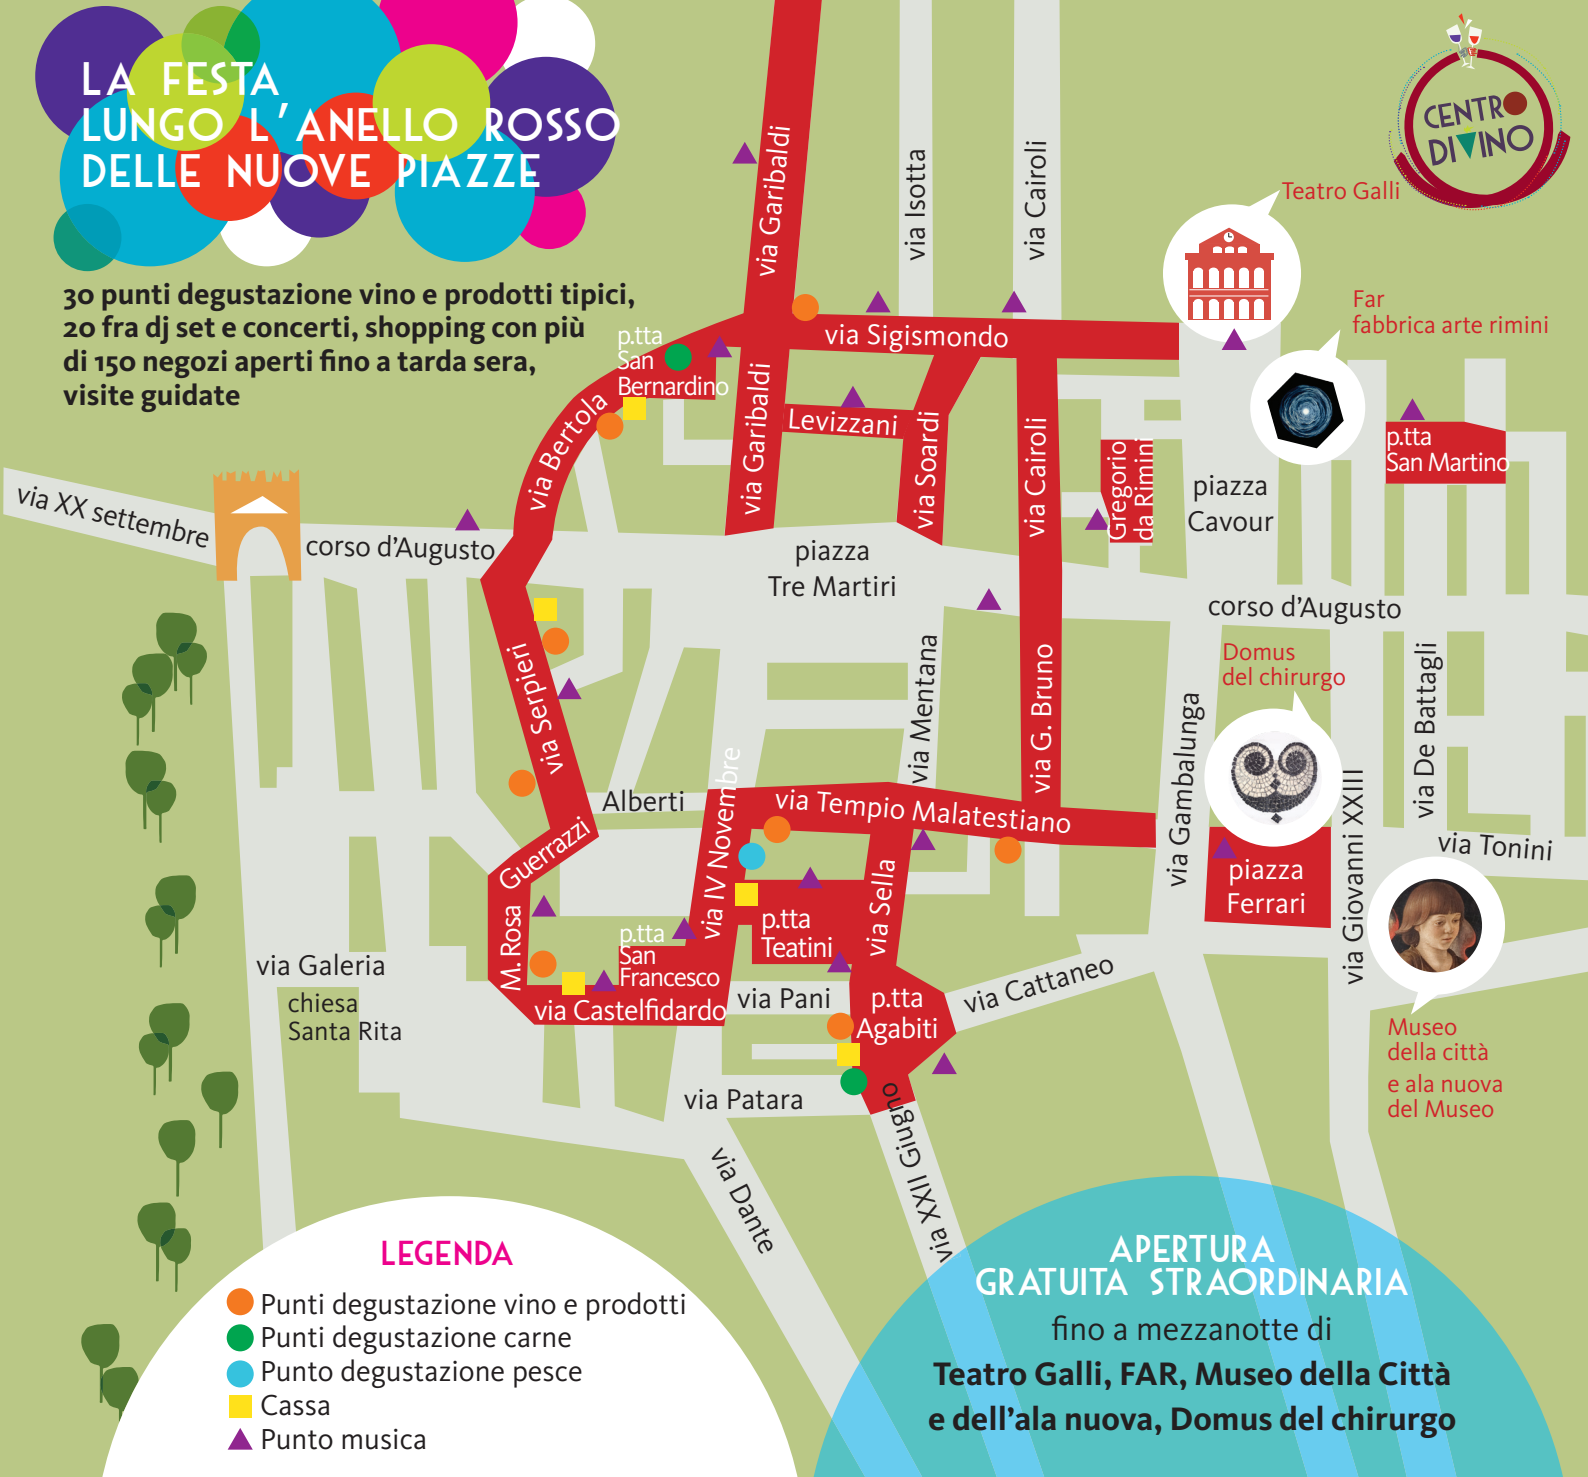 LA FESTA
LUNGO L'ANELLO ROSSO
DELLE NUOVE PIAZZE
30 punti degustazione vino e prodotti tipici,
20 fra dj set e concerti, shopping con più
di 150 negozi aperti fino a tarda sera,
visite guidate
CENTRO
DIVINO
Teatro Galli
Far
fabbrica arte rimini
via Garibaldi
via Isotta
via Cairoli
via Sigismondo
p.tta
San
Bernardino
via Bertola
via Garibaldi
Levizzani
via Soardi
via Cairoli
Gregorio
da Rimini
piazza
Cavour
p.tta
San Martino
via XX settembre
corso d'Augusto
piazza
Tre Martiri
corso d'Augusto
Domus
del chirurgo
via Serpieri
via Mentana
via G. Bruno
via Gambalunga
via De Battagli
via Giovanni XXIII
via Tonini
Alberti
via IV Novembre
via Tempio Malatestiano
Guerrazzi
M. Rosa
via Sella
piazza
Ferrari
p.tta
Teatini
p.tta
San
Francesco
via Galeria
chiesa
Santa Rita
via Castelfidardo
via Pani
p.tta
Agabiti
via Cattaneo
Museo
della città
e ala nuova
del Museo
via Patara
via Dante
via XXII Giugno
LEGENDA
Punti degustazione vino e prodotti
Punti degustazione carne
Punto degustazione pesce
Cassa
Punto musica
APERTURA
GRATUITA STRAORDINARIA
fino a mezzanotte di
Teatro Galli, FAR, Museo della Città
e dell'ala nuova, Domus del chirurgo